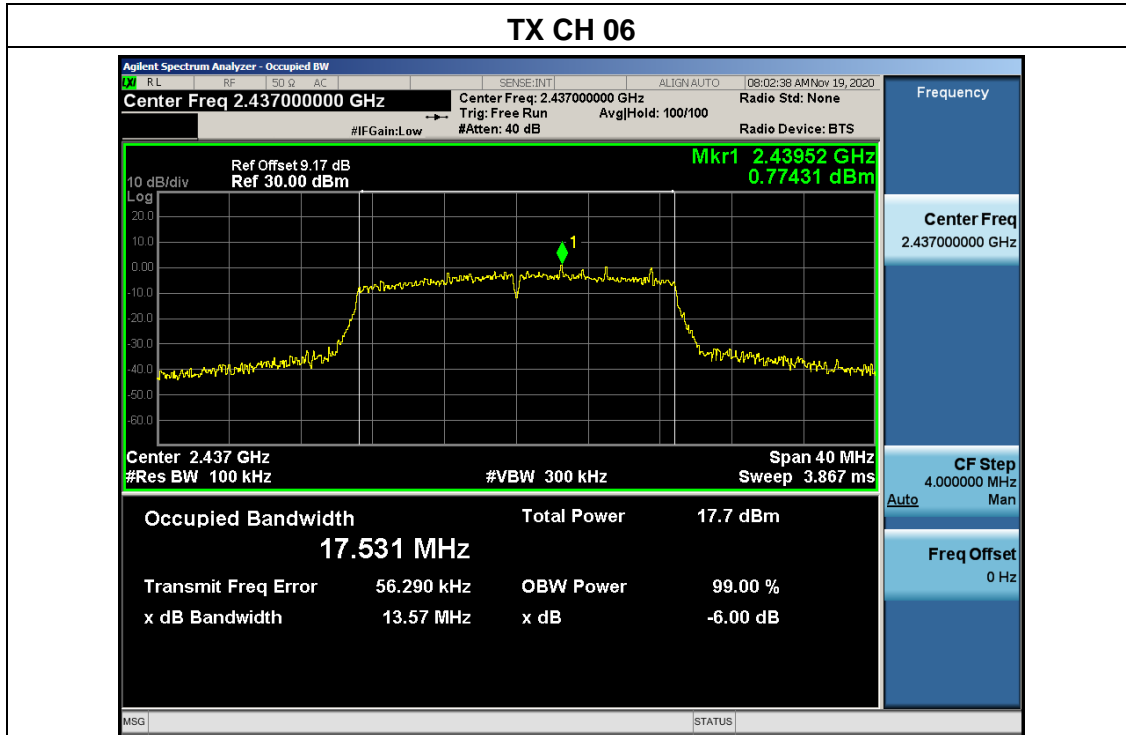 TX CH 06
Agilent Spectrum Analyzer - Occupied BW
LXI RL RF 50 Ω AC SENSE:INT ALIGN AUTO 08:02:38 AM Nov 19, 2020
Center Freq 2.437000000 GHz Center Freq: 2.437000000 GHz Radio Std: None
Trig: Free Run Avg|Hold: 100/100
#IFGain:Low #Atten: 40 dB Radio Device: BTS
Frequency
Mkr1 2.43952 GHz
0.77431 dBm
Ref Offset 9.17 dB
10 dB/div Ref 30.00 dBm
Log
20.0
10.0
0.00
-10.0
-20.0
-30.0
-40.0
-50.0
-60.0
1
Center 2.437 GHz Span 40 MHz
#Res BW 100 kHz #VBW 300 kHz Sweep 3.867 ms
Occupied Bandwidth Total Power 17.7 dBm
17.531 MHz
Transmit Freq Error 56.290 kHz OBW Power 99.00 %
x dB Bandwidth 13.57 MHz x dB -6.00 dB
Center Freq
2.437000000 GHz
CF Step
4.000000 MHz
Auto Man
Freq Offset
0 Hz
MSG STATUS